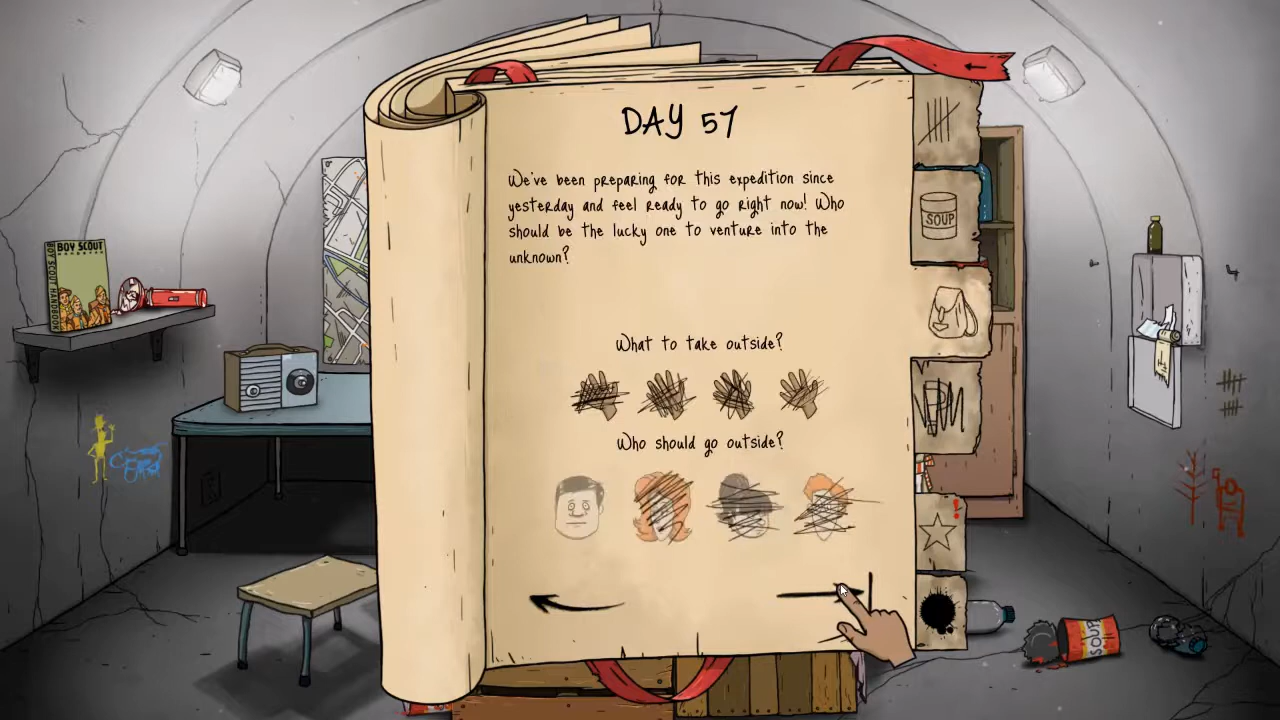 DAY 57
We've been preparing for this expedition since
yesterday and feel ready to go right now! Who
should be the lucky one to venture into the
unknown?
What to take outside?
Who should go outside?
SOUP
!
BOY SCOUT
HANDBOOK
BOY SCOUT HANDBOOK
SOUP